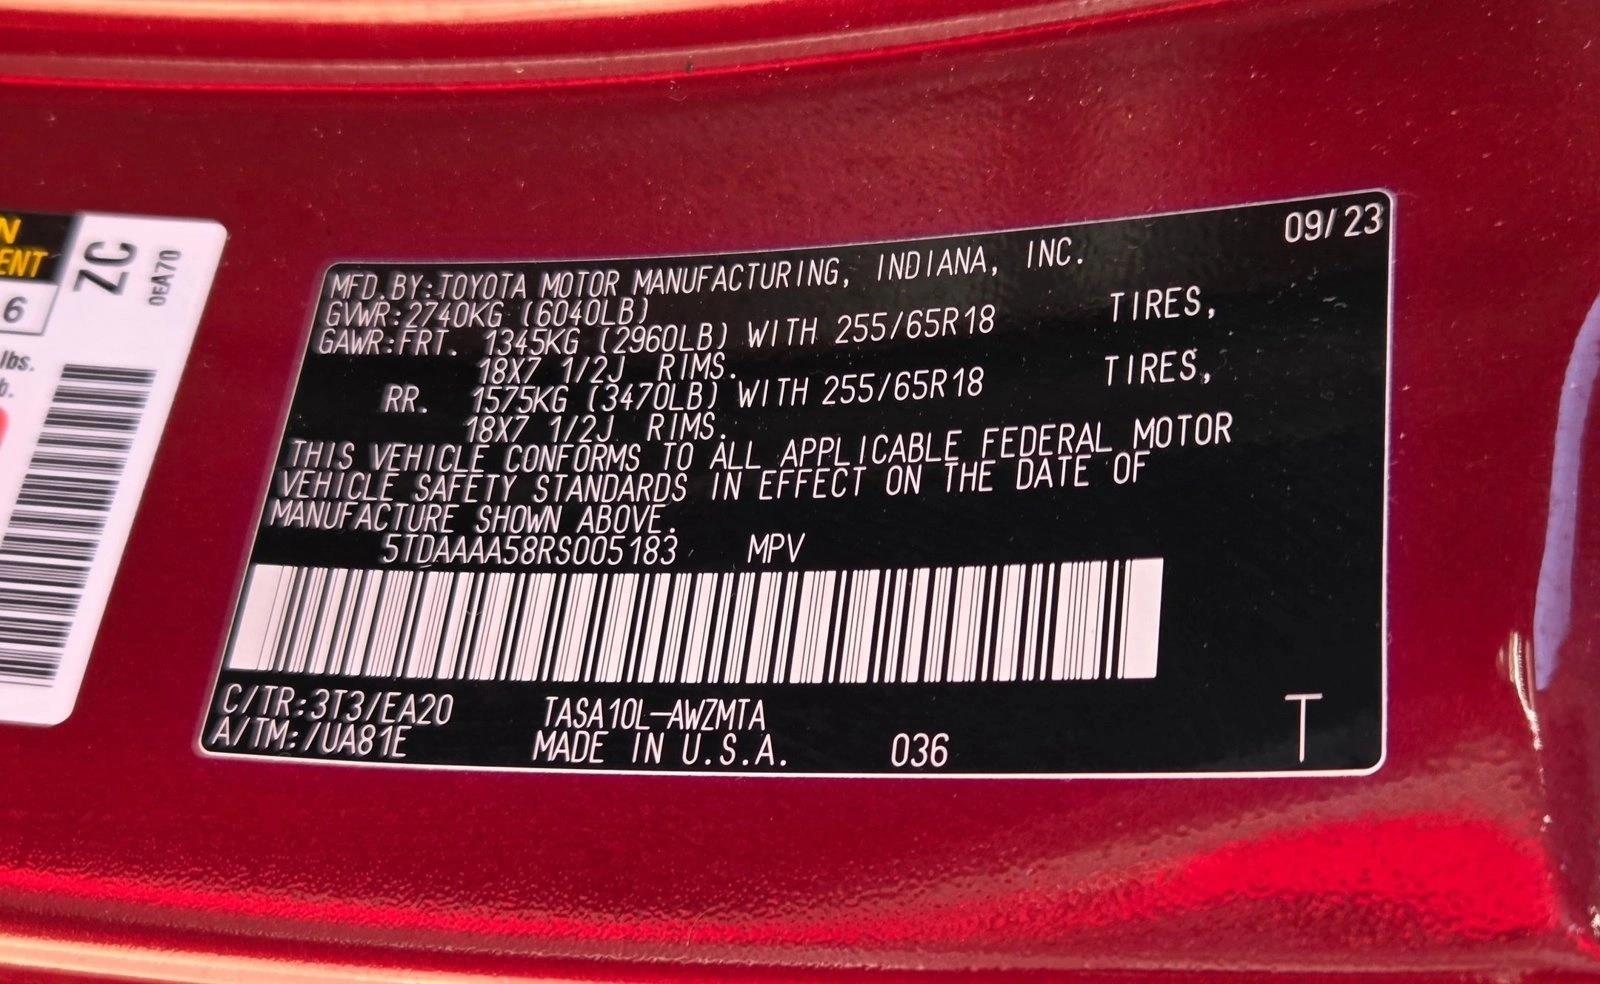 N
ENT
ZC
0EA70
6
lbs.
b.
09/23
MFD.BY:TOYOTA MOTOR MANUFACTURING, INDIANA, INC.
GVWR:2740KG (6040LB)
GAWR:FRT. 1345KG (2960LB) WITH 255/65R18 TIRES,
18X7 1/2J RIMS.
RR. 1575KG (3470LB) WITH 255/65R18 TIRES,
18X7 1/2J RIMS.
THIS VEHICLE CONFORMS TO ALL APPLICABLE FEDERAL MOTOR
VEHICLE SAFETY STANDARDS IN EFFECT ON THE DATE OF
MANUFACTURE SHOWN ABOVE.
5TDAAAA58RS005183 MPV
C/TR:3T3/EA20 TASA10L-AWZMTA
A/TM:/UA81E MADE IN U.S.A. 036 T